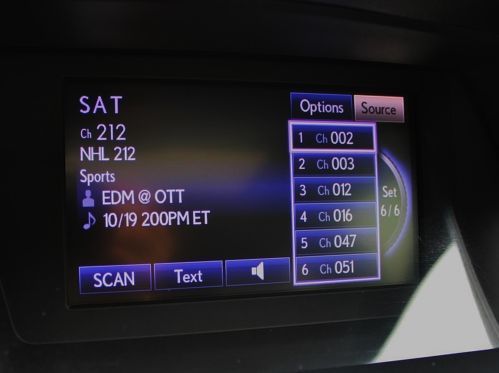 SAT
Ch 212
NHL 212
Sports
EDM @ OTT
10/19 200PM ET
SCAN
Text
Options
Source
1 Ch 002
2 Ch 003
3 Ch 012
4 Ch 016
5 Ch 047
6 Ch 051
Set
6/6